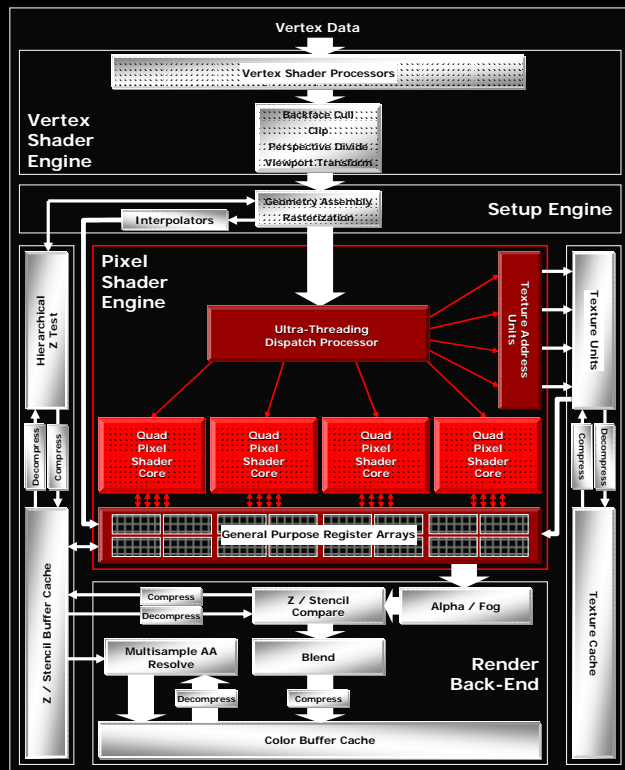 Vertex Data
Vertex Shader Processors
Vertex
Shader
Engine
Backface Cull
Clip
Perspective Divide
Viewport Transform
Geometry Assembly
Rasterization
Interpolators
Setup Engine
Hierarchical
Z Test
Pixel
Shader
Engine
Ultra-Threading
Dispatch Processor
Texture Address
Units
Texture Units
Decompress
Compress
Quad
Pixel
Shader
Core
Quad
Pixel
Shader
Core
Quad
Pixel
Shader
Core
Quad
Pixel
Shader
Core
Compress
Decompress
General Purpose Register Arrays
Z / Stencil Buffer Cache
Compress
Decompress
Z / Stencil
Compare
Alpha / Fog
Multisample AA
Resolve
Blend
Render
Back-End
Decompress
Compress
Color Buffer Cache
Texture Cache